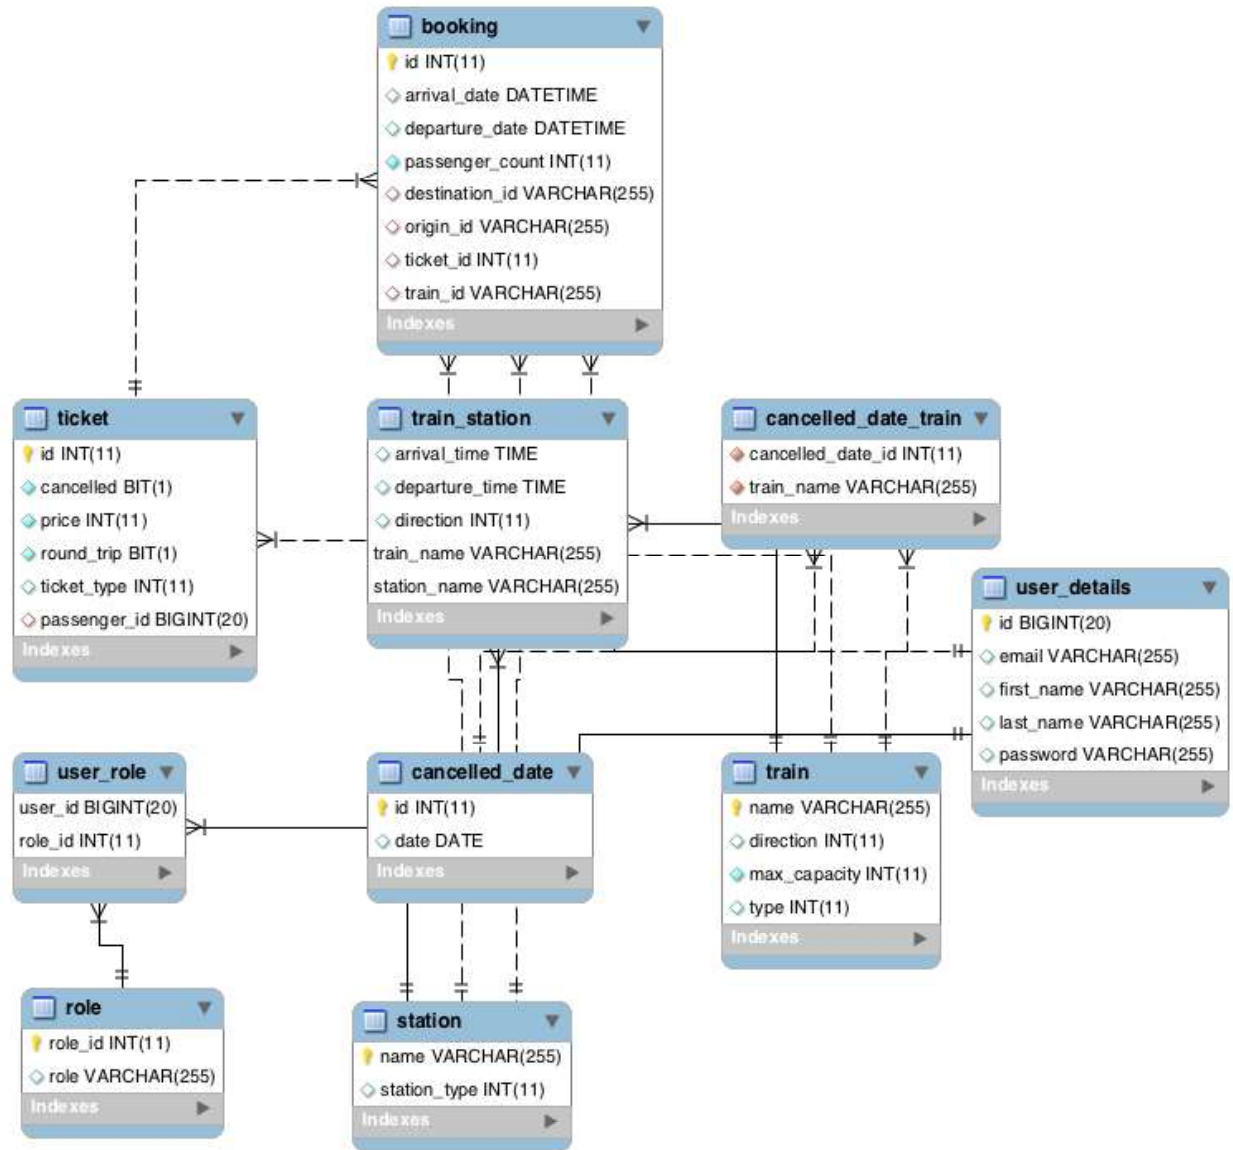 booking
id INT(11)
arrival_date DATETIME
departure_date DATETIME
passenger_count INT(11)
destination_id VARCHAR(255)
origin_id VARCHAR(255)
ticket_id INT(11)
train_id VARCHAR(255)
Indexes
ticket
id INT(11)
cancelled BIT(1)
price INT(11)
round_trip BIT(1)
ticket_type INT(11)
passenger_id BIGINT(20)
Indexes
train_station
arrival_time TIME
departure_time TIME
direction INT(11)
train_name VARCHAR(255)
station_name VARCHAR(255)
Indexes
cancelled_date_train
cancelled_date_id INT(11)
train_name VARCHAR(255)
Indexes
user_details
id BIGINT(20)
email VARCHAR(255)
first_name VARCHAR(255)
last_name VARCHAR(255)
password VARCHAR(255)
Indexes
user_role
user_id BIGINT(20)
role_id INT(11)
Indexes
cancelled_date
id INT(11)
date DATE
Indexes
train
name VARCHAR(255)
direction INT(11)
max_capacity INT(11)
type INT(11)
Indexes
role
role_id INT(11)
role VARCHAR(255)
Indexes
station
name VARCHAR(255)
station_type INT(11)
Indexes